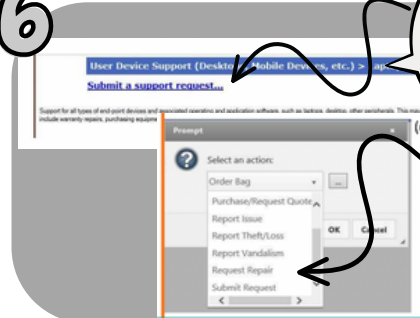 6
User Device Support (Desktop, Mobile Devices, etc.) >
Submit a support request...
Support for all types of end-point devices and associated operating and application software, such as laptops, desktop, other peripherals. This may
include warranty repairs, purchasing equipment
Prompt
Select an action:
Order Bag
...
Purchase/Request Quote
Report Issue
OK Cancel
Report Theft/Loss
Report Vandalism
Request Repair
Submit Request